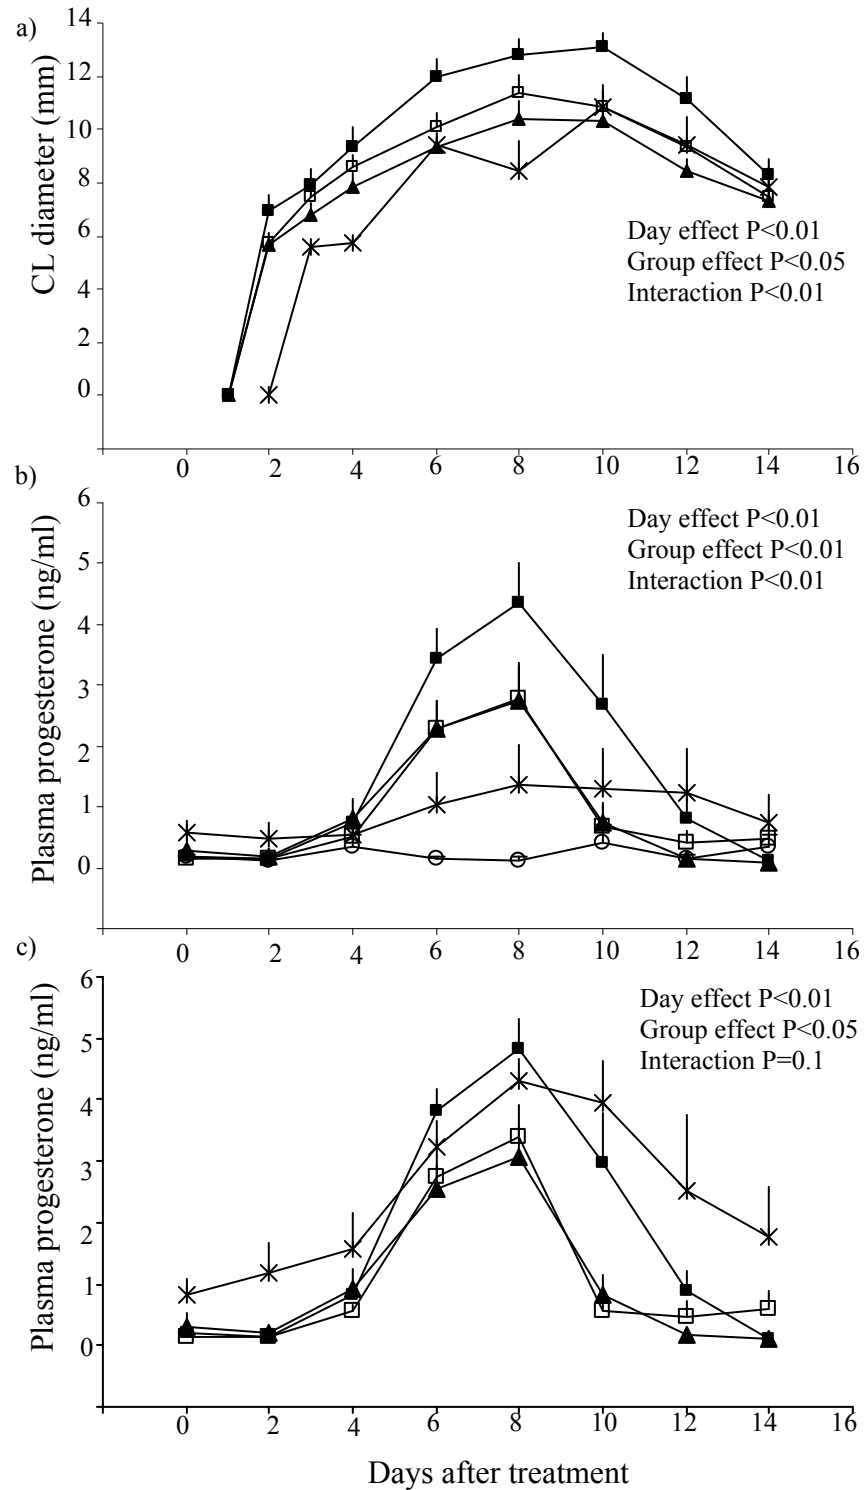 a)
CL diameter (mm)
14
12
10
8
6
4
2
0
Day effect P<0.01
Group effect P<0.05
Interaction P<0.01
0 2 4 6 8 10 12 14 16
b)
Plasma progesterone (ng/ml)
6
5
4
3
2
1
0
Day effect P<0.01
Group effect P<0.01
Interaction P<0.01
0 2 4 6 8 10 12 14 16
c)
Plasma progesterone (ng/ml)
6
5
4
3
2
1
0
Day effect P<0.01
Group effect P<0.05
Interaction P=0.1
0 2 4 6 8 10 12 14 16
Days after treatment